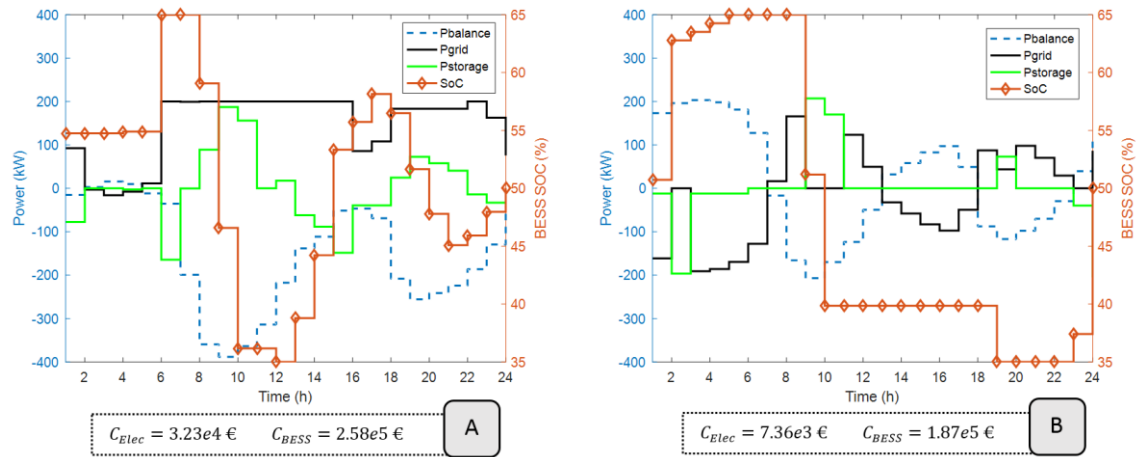 400
300
200
100
0
-100
-200
-300
-400
Power (kW)
2 4 6 8 10 12 14 16 18 20 22 24
Time (h)
65
60
55
50
45
40
35
BESS SOC (%)
Pbalance
Pgrid
Pstorage
SoC
C_Elec = 3.23e4 € C_BESS = 2.58e5 €
A
400
300
200
100
0
-100
-200
-300
-400
Power (kW)
2 4 6 8 10 12 14 16 18 20 22 24
Time (h)
65
60
55
50
45
40
35
BESS SOC (%)
Pbalance
Pgrid
Pstorage
SoC
C_Elec = 7.36e3 € C_BESS = 1.87e5 €
B